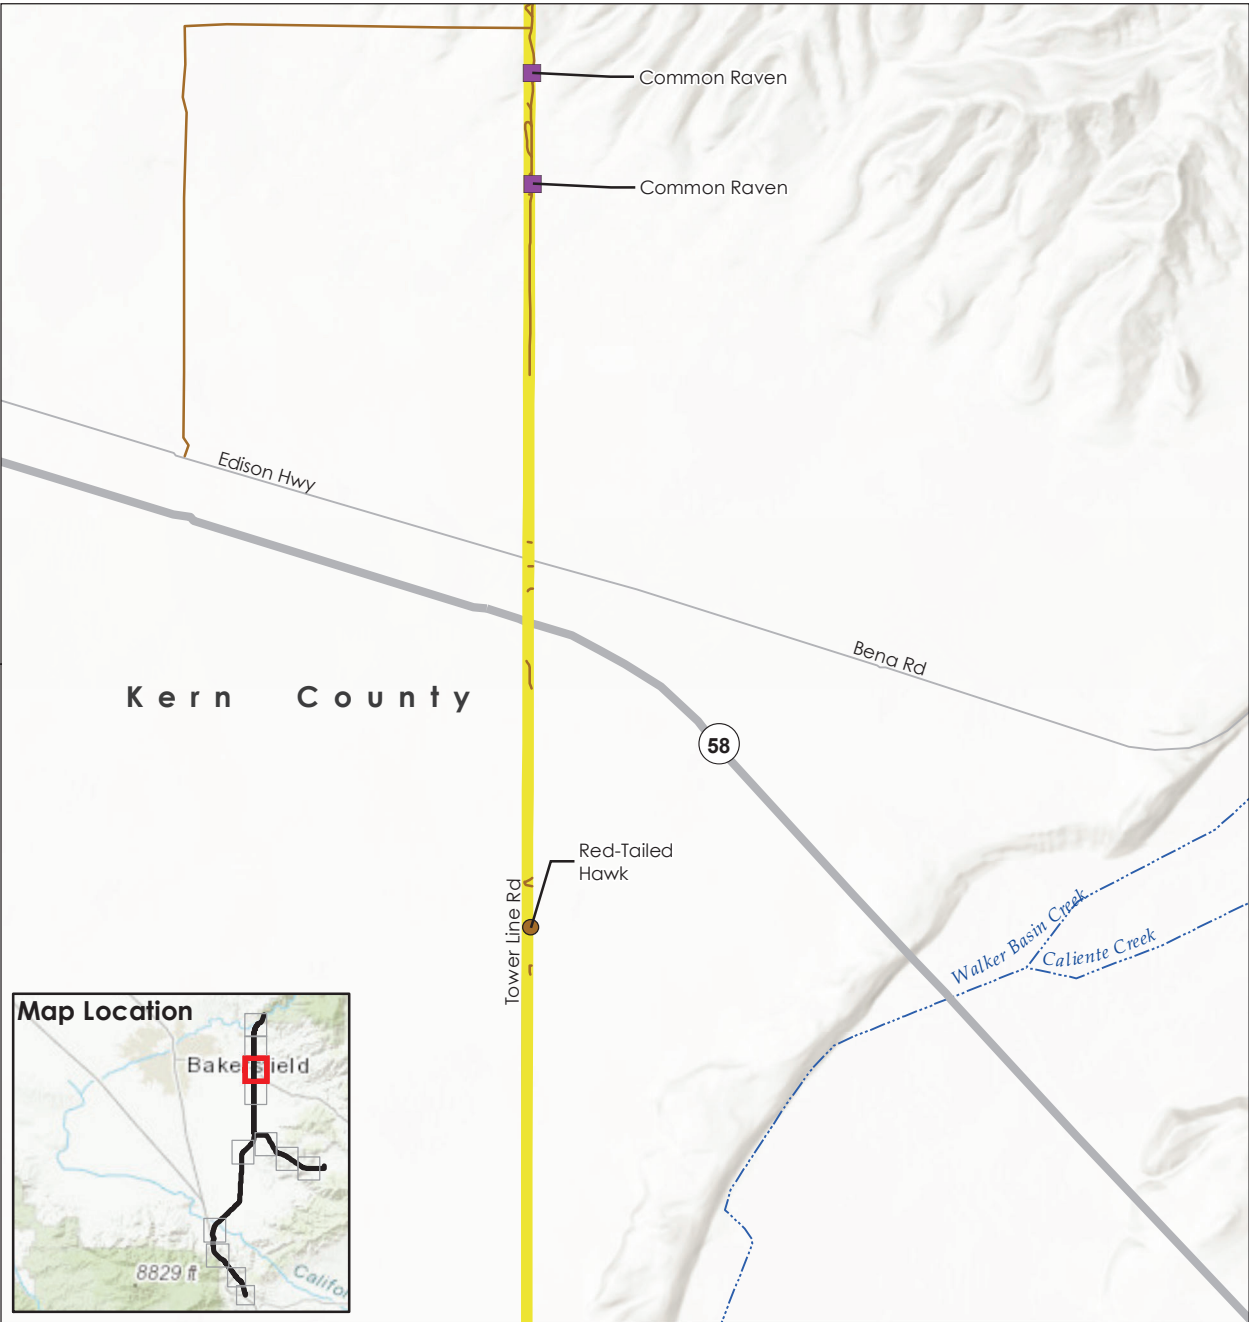 Common Raven
Common Raven
Edison Hwy
Bena Rd
Kern County
58
Red-Tailed
Hawk
Tower Line Rd
Walker Basin Creek
Caliente Creek
Map Location
Bakersfield
8829 ft
Califo